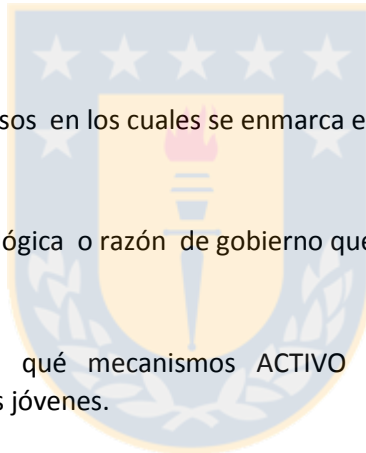 sos en los cuales se enmarca e
ógica o razón de gobierno que
qué mecanismos ACTIVO
s jóvenes.